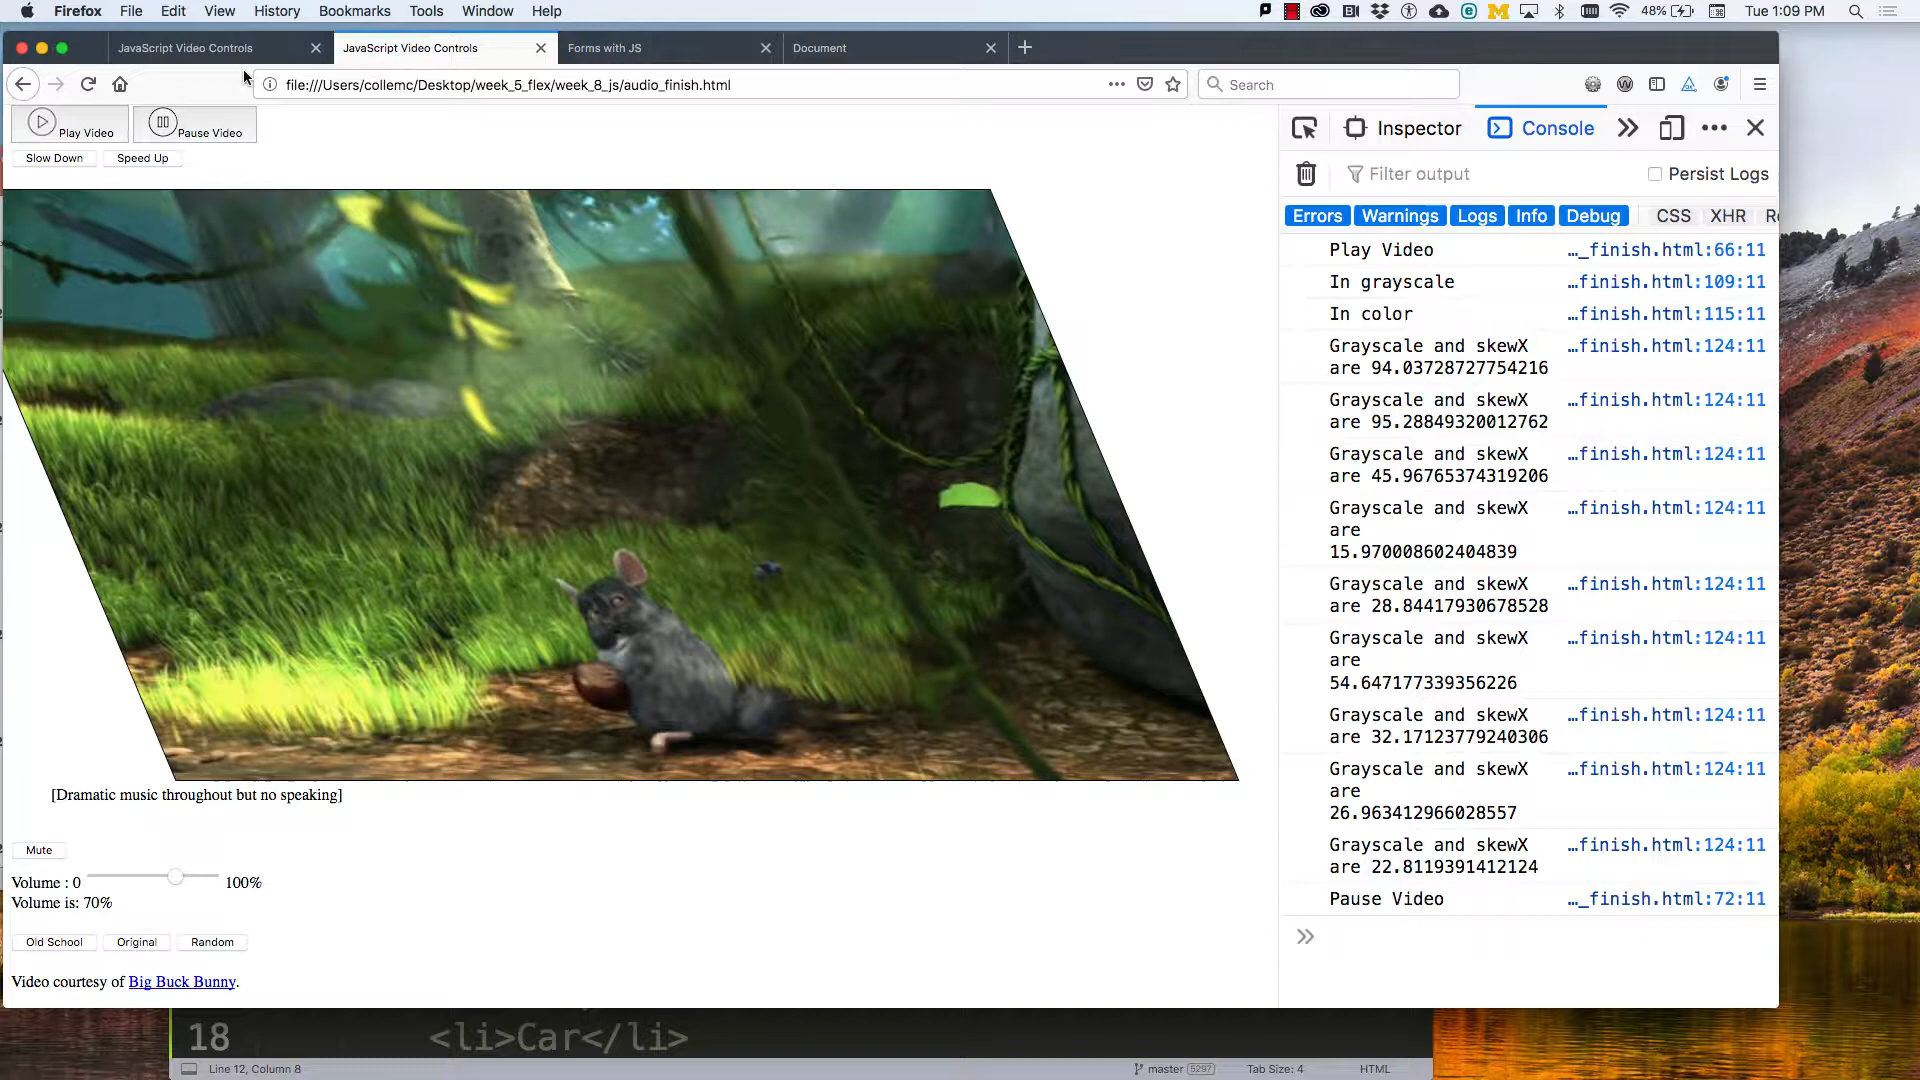 Firefox File Edit View History Bookmarks Tools Window Help 48% Tue 1:09 PM
JavaScript Video Controls JavaScript Video Controls Forms with JS Document
file:///Users/collemc/Desktop/week_5_flex/week_8_js/audio_finish.html Search
Play Video Pause Video
Slow Down Speed Up
[Dramatic music throughout but no speaking]
Mute
Volume : 0 100%
Volume is: 70%
Old School Original Random
Video courtesy of Big Buck Bunny.
Inspector Console
Filter output Persist Logs
Errors Warnings Logs Info Debug CSS XHR Re
Play Video …_finish.html:66:11
In grayscale …finish.html:109:11
In color …finish.html:115:11
Grayscale and skewX …finish.html:124:11
are 94.03728727754216
Grayscale and skewX …finish.html:124:11
are 95.28849320012762
Grayscale and skewX …finish.html:124:11
are 45.96765374319206
Grayscale and skewX …finish.html:124:11
are
15.970008602404839
Grayscale and skewX …finish.html:124:11
are 28.84417930678528
Grayscale and skewX …finish.html:124:11
are
54.647177339356226
Grayscale and skewX …finish.html:124:11
are 32.17123779240306
Grayscale and skewX …finish.html:124:11
are
26.963412966028557
Grayscale and skewX …finish.html:124:11
are 22.8119391412124
Pause Video …_finish.html:72:11
18 <li>Car</li>
Line 12, Column 8 master 5297 Tab Size: 4 HTML